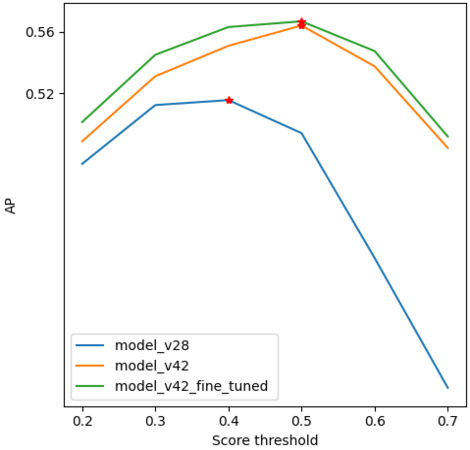 0.56
0.52
AP
model_v28
model_v42
model_v42_fine_tuned
0.2 0.3 0.4 0.5 0.6 0.7
Score threshold